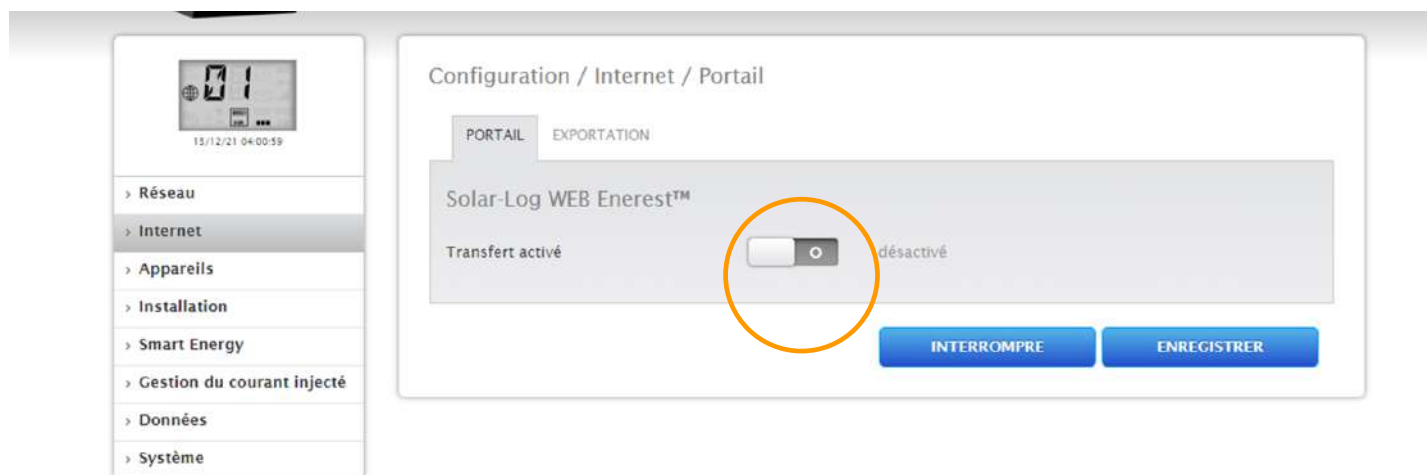 01
15/12/21 04:00:59
› Réseau
› Internet
› Appareils
› Installation
› Smart Energy
› Gestion du courant injecté
› Données
› Système
Configuration / Internet / Portail
PORTAIL EXPORTATION
Solar-Log WEB Enerest™
Transfert activé désactivé
INTERROMPRE ENREGISTRER